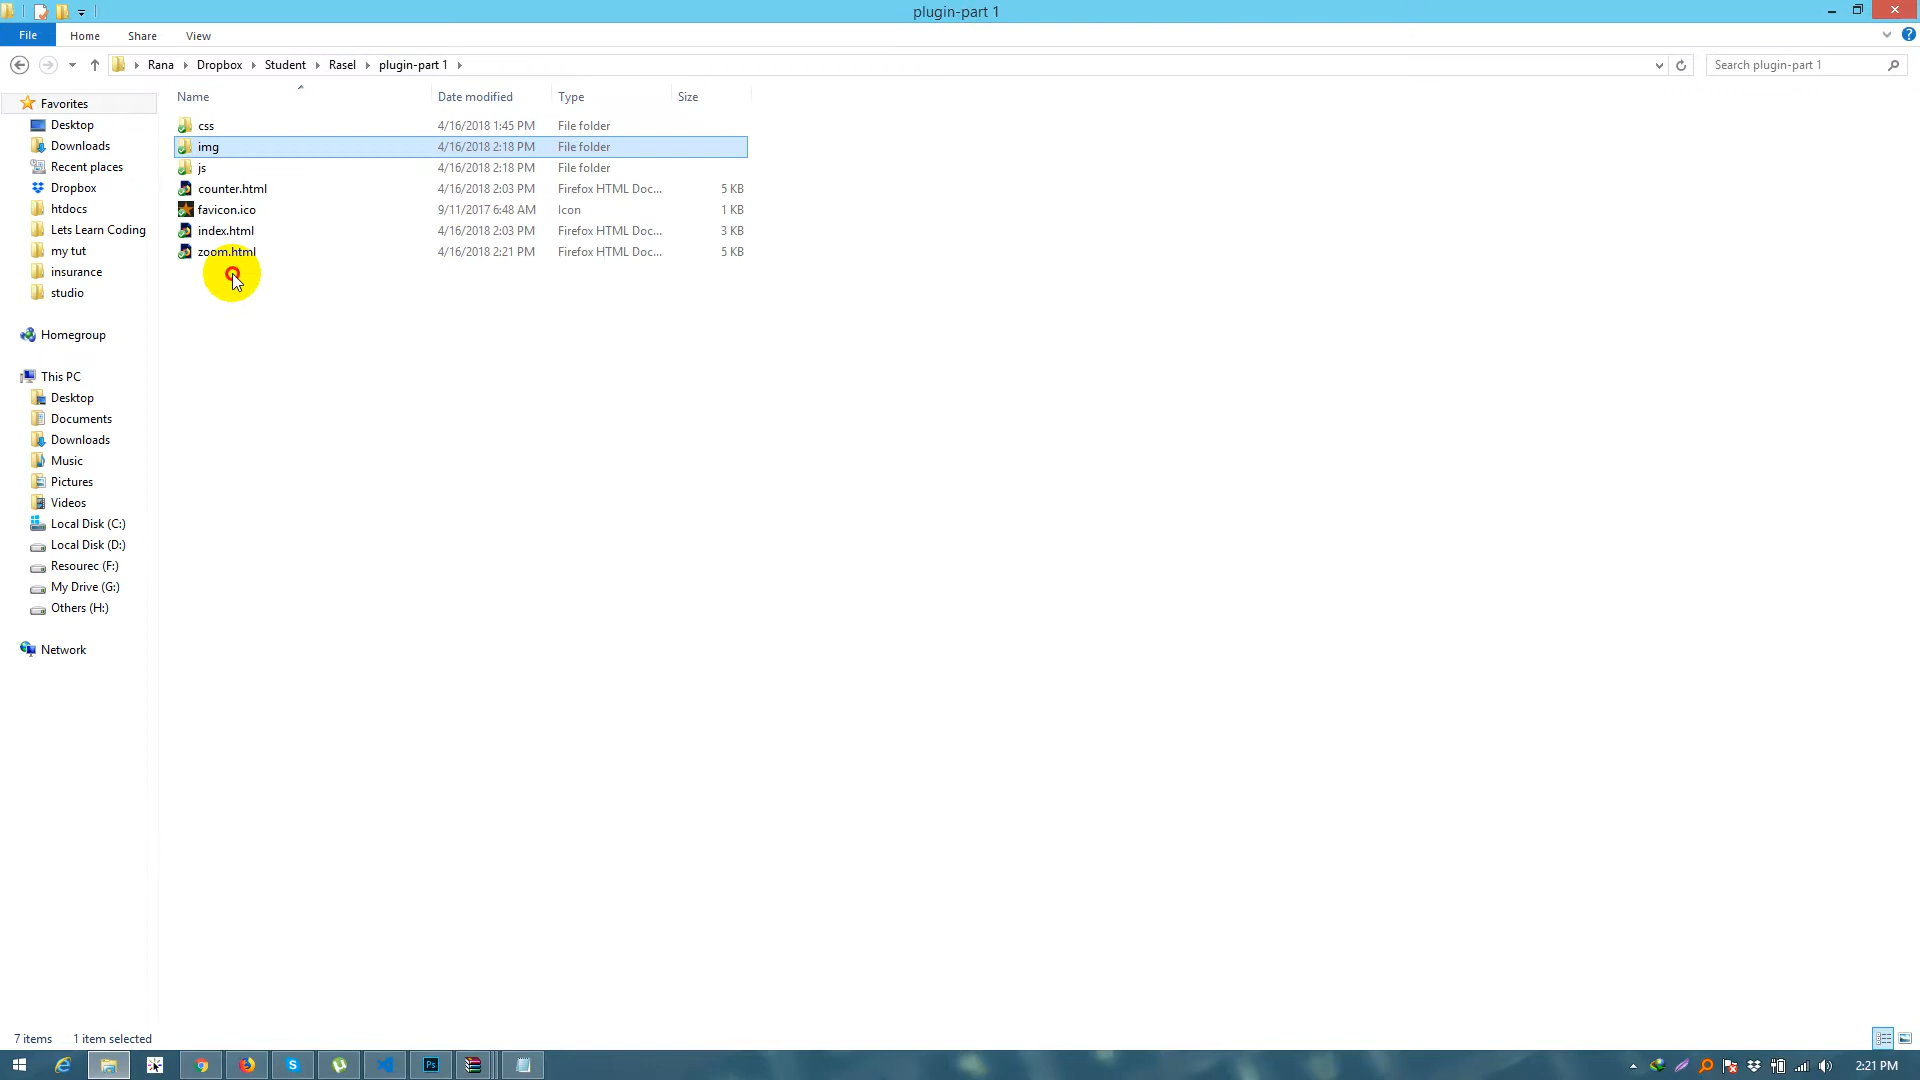 plugin-part 1
File Home Share View
Rana Dropbox Student Rasel plugin-part 1 Search plugin-part 1
Name Date modified Type Size
css 4/16/2018 1:45 PM File folder
img 4/16/2018 2:18 PM File folder
js 4/16/2018 2:18 PM File folder
counter.html 4/16/2018 2:03 PM Firefox HTML Doc... 5 KB
favicon.ico 9/11/2017 6:48 AM Icon 1 KB
index.html 4/16/2018 2:03 PM Firefox HTML Doc... 3 KB
zoom.html 4/16/2018 2:21 PM Firefox HTML Doc... 5 KB
Favorites
Desktop
Downloads
Recent places
Dropbox
htdocs
Lets Learn Coding
my tut
insurance
studio
Homegroup
This PC
Desktop
Documents
Downloads
Music
Pictures
Videos
Local Disk (C:)
Local Disk (D:)
Resourec (F:)
My Drive (G:)
Others (H:)
Network
7 items 1 item selected
Ps
2:21 PM